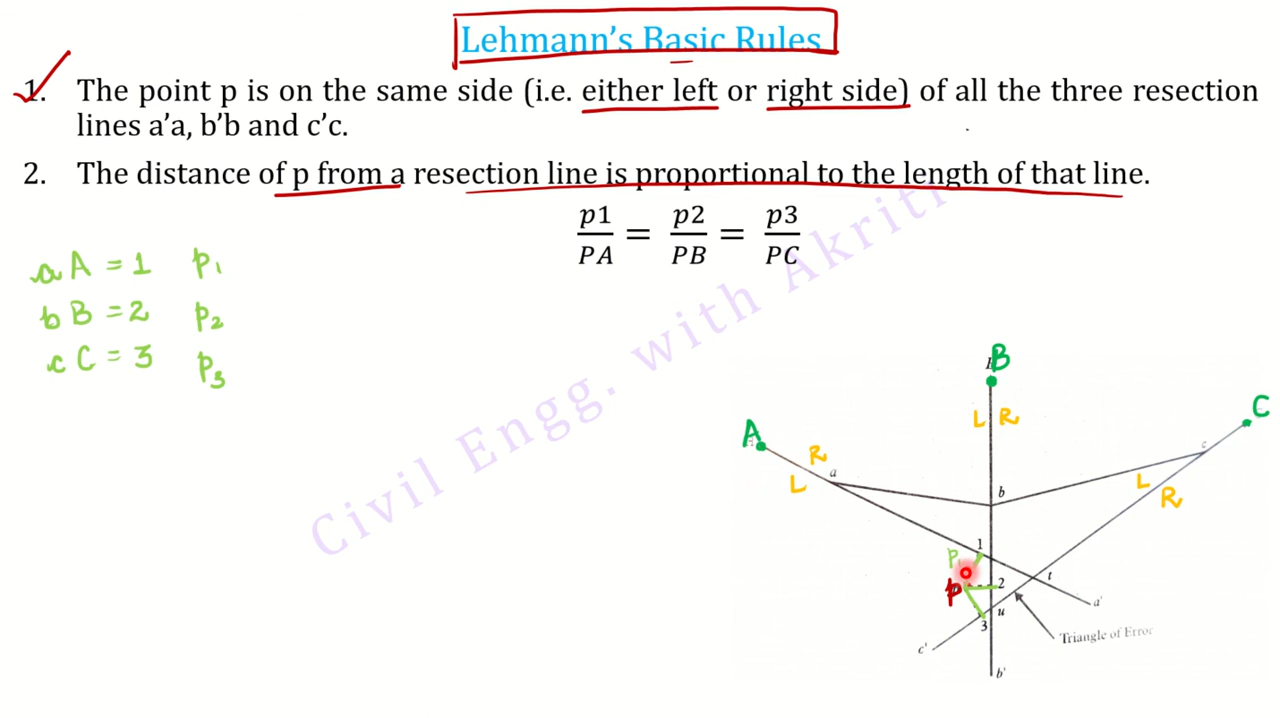 Lehmann's Basic Rules
1. The point p is on the same side (i.e. either left or right side) of all the three resection
lines a'a, b'b and c'c.
2. The distance of p from a resection line is proportional to the length of that line.
p1/PA = p2/PB = p3/PC
aA = 1 p1
bB = 2 p2
cC = 3 p3
Civil Engg. with Akriti
B
L R
A
R
L
a
C
c
L
R
b
1
P
p
2
t
a'
u
3
Triangle of Error
c'
b'